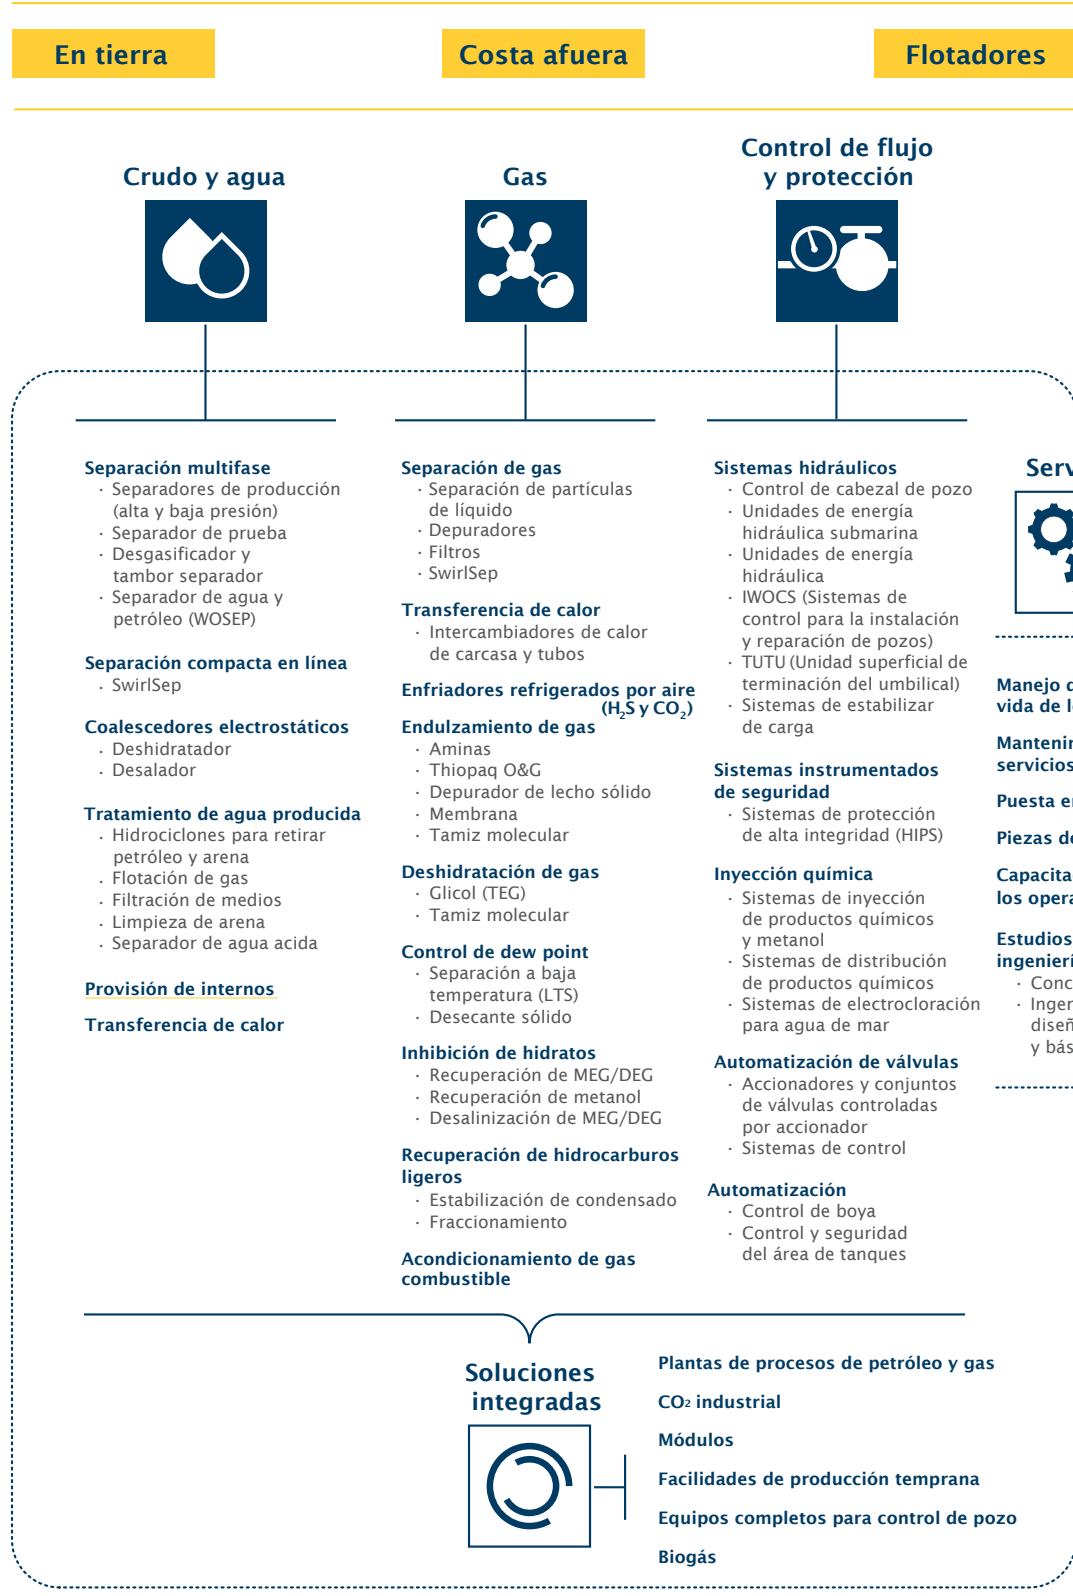 En tierra
Costa afuera
Flotadores
Crudo y agua
Gas
Control de flujo
y protección
Separación multifase
· Separadores de producción
(alta y baja presión)
· Separador de prueba
· Desgasificador y
tambor separador
· Separador de agua y
petróleo (WOSEP)
Separación compacta en línea
· SwirlSep
Coalescedores electrostáticos
· Deshidratador
· Desalador
Tratamiento de agua producida
· Hidrociclones para retirar
petróleo y arena
· Flotación de gas
· Filtración de medios
· Limpieza de arena
· Separador de agua acida
Provisión de internos
Transferencia de calor
Separación de gas
· Separación de partículas
de líquido
· Depuradores
· Filtros
· SwirlSep
Transferencia de calor
· Intercambiadores de calor
de carcasa y tubos
Enfriadores refrigerados por aire
(H₂S y CO₂)
Endulzamiento de gas
· Aminas
· Thiopaq O&G
· Depurador de lecho sólido
· Membrana
· Tamiz molecular
Deshidratación de gas
· Glicol (TEG)
· Tamiz molecular
Control de dew point
· Separación a baja
temperatura (LTS)
· Desecante sólido
Inhibición de hidratos
· Recuperación de MEG/DEG
· Recuperación de metanol
· Desalinización de MEG/DEG
Recuperación de hidrocarburos
ligeros
· Estabilización de condensado
· Fraccionamiento
Acondicionamiento de gas
combustible
Sistemas hidráulicos
· Control de cabezal de pozo
· Unidades de energía
hidráulica submarina
· Unidades de energía
hidráulica
· IWOCS (Sistemas de
control para la instalación
y reparación de pozos)
· TUTU (Unidad superficial de
terminación del umbilical)
· Sistemas de estabilizar
de carga
Sistemas instrumentados
de seguridad
· Sistemas de protección
de alta integridad (HIPS)
Inyección química
· Sistemas de inyección
de productos químicos
y metanol
· Sistemas de distribución
de productos químicos
· Sistemas de electrocloración
para agua de mar
Automatización de válvulas
· Accionadores y conjuntos
de válvulas controladas
por accionador
· Sistemas de control
Automatización
· Control de boya
· Control y seguridad
del área de tanques
Serv
Manejo
vida de l
Mantenir
servicios
Puesta e
Piezas d
Capacita
los opera
Estudios
ingenierí
· Conc
· Inger
diseñ
y bás
Soluciones
integradas
Plantas de procesos de petróleo y gas
CO₂ industrial
Módulos
Facilidades de producción temprana
Equipos completos para control de pozo
Biogás